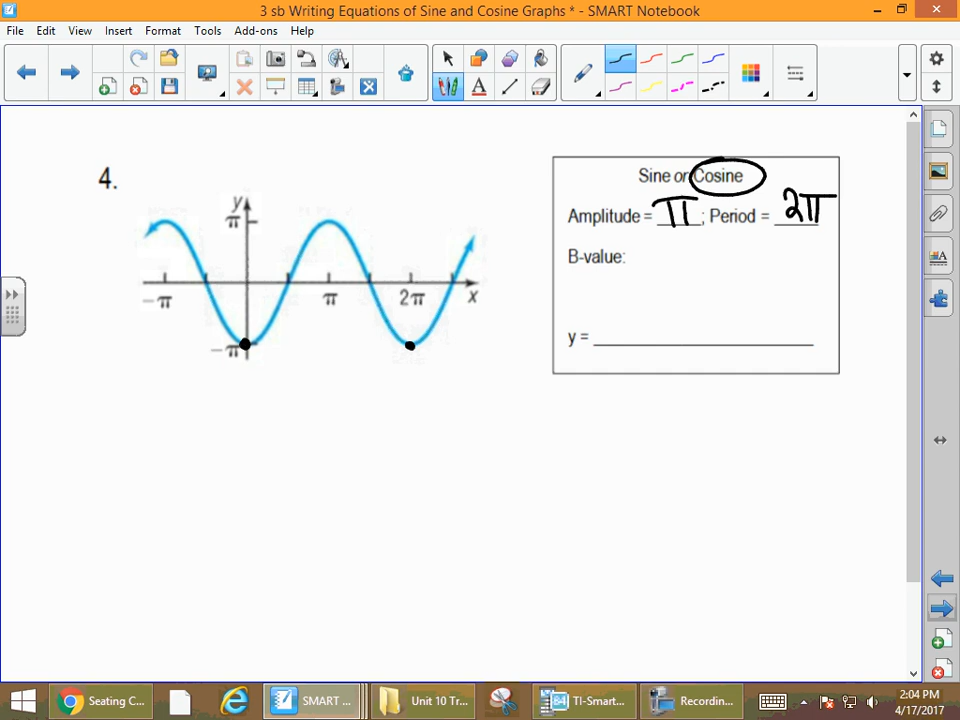 3 sb Writing Equations of Sine and Cosine Graphs * - SMART Notebook
File Edit View Insert Format Tools Add-ons Help
4.
Sine or Cosine
Amplitude = π ; Period = 2π
B-value:
y =
y
π
-π π 2π x
-π
Seating C... SMART ... Unit 10 Tr... TI-Smart... Recording... 2:04 PM
4/17/2017